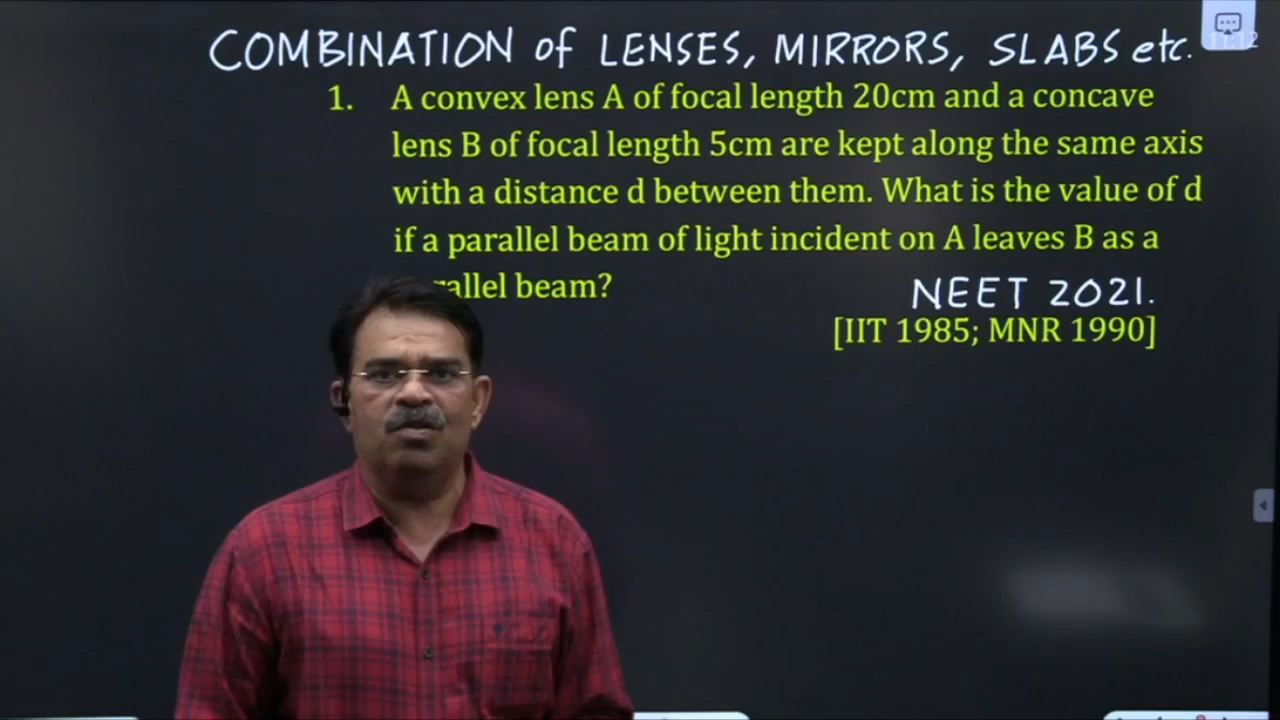 COMBINATION of LENSES, MIRRORS, SLABS etc.
11:12
1. A convex lens A of focal length 20cm and a concave
lens B of focal length 5cm are kept along the same axis
with a distance d between them. What is the value of d
if a parallel beam of light incident on A leaves B as a
rallel beam?
NEET 2021.
[IIT 1985; MNR 1990]